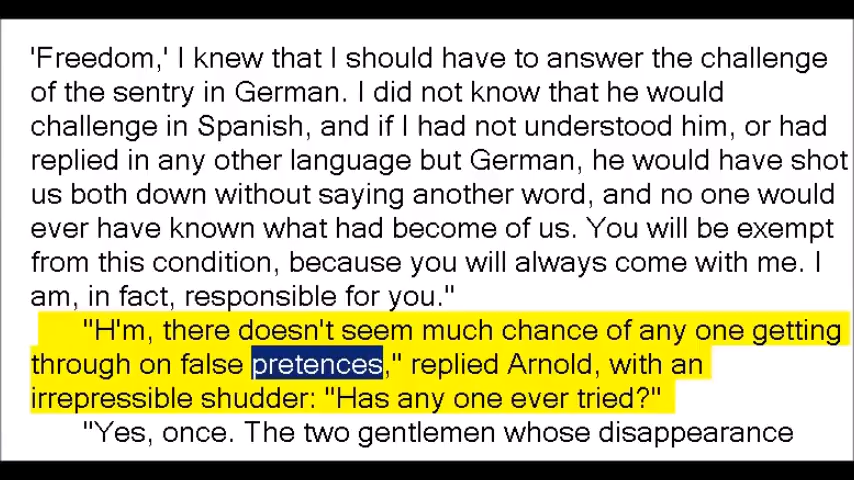 'Freedom,' I knew that I should have to answer the challenge
of the sentry in German. I did not know that he would
challenge in Spanish, and if I had not understood him, or had
replied in any other language but German, he would have shot
us both down without saying another word, and no one would
ever have known what had become of us. You will be exempt
from this condition, because you will always come with me. I
am, in fact, responsible for you."
"H'm, there doesn't seem much chance of any one getting
through on false pretences," replied Arnold, with an
irrepressible shudder: "Has any one ever tried?"
"Yes, once. The two gentlemen whose disappearance